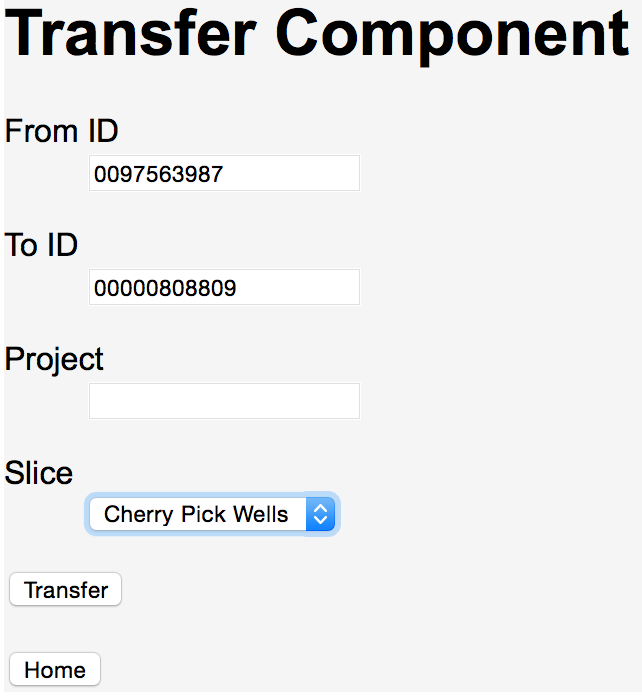 Transfer Component
From ID
0097563987
To ID
00000808809
Project
Slice
Cherry Pick Wells
Transfer
Home